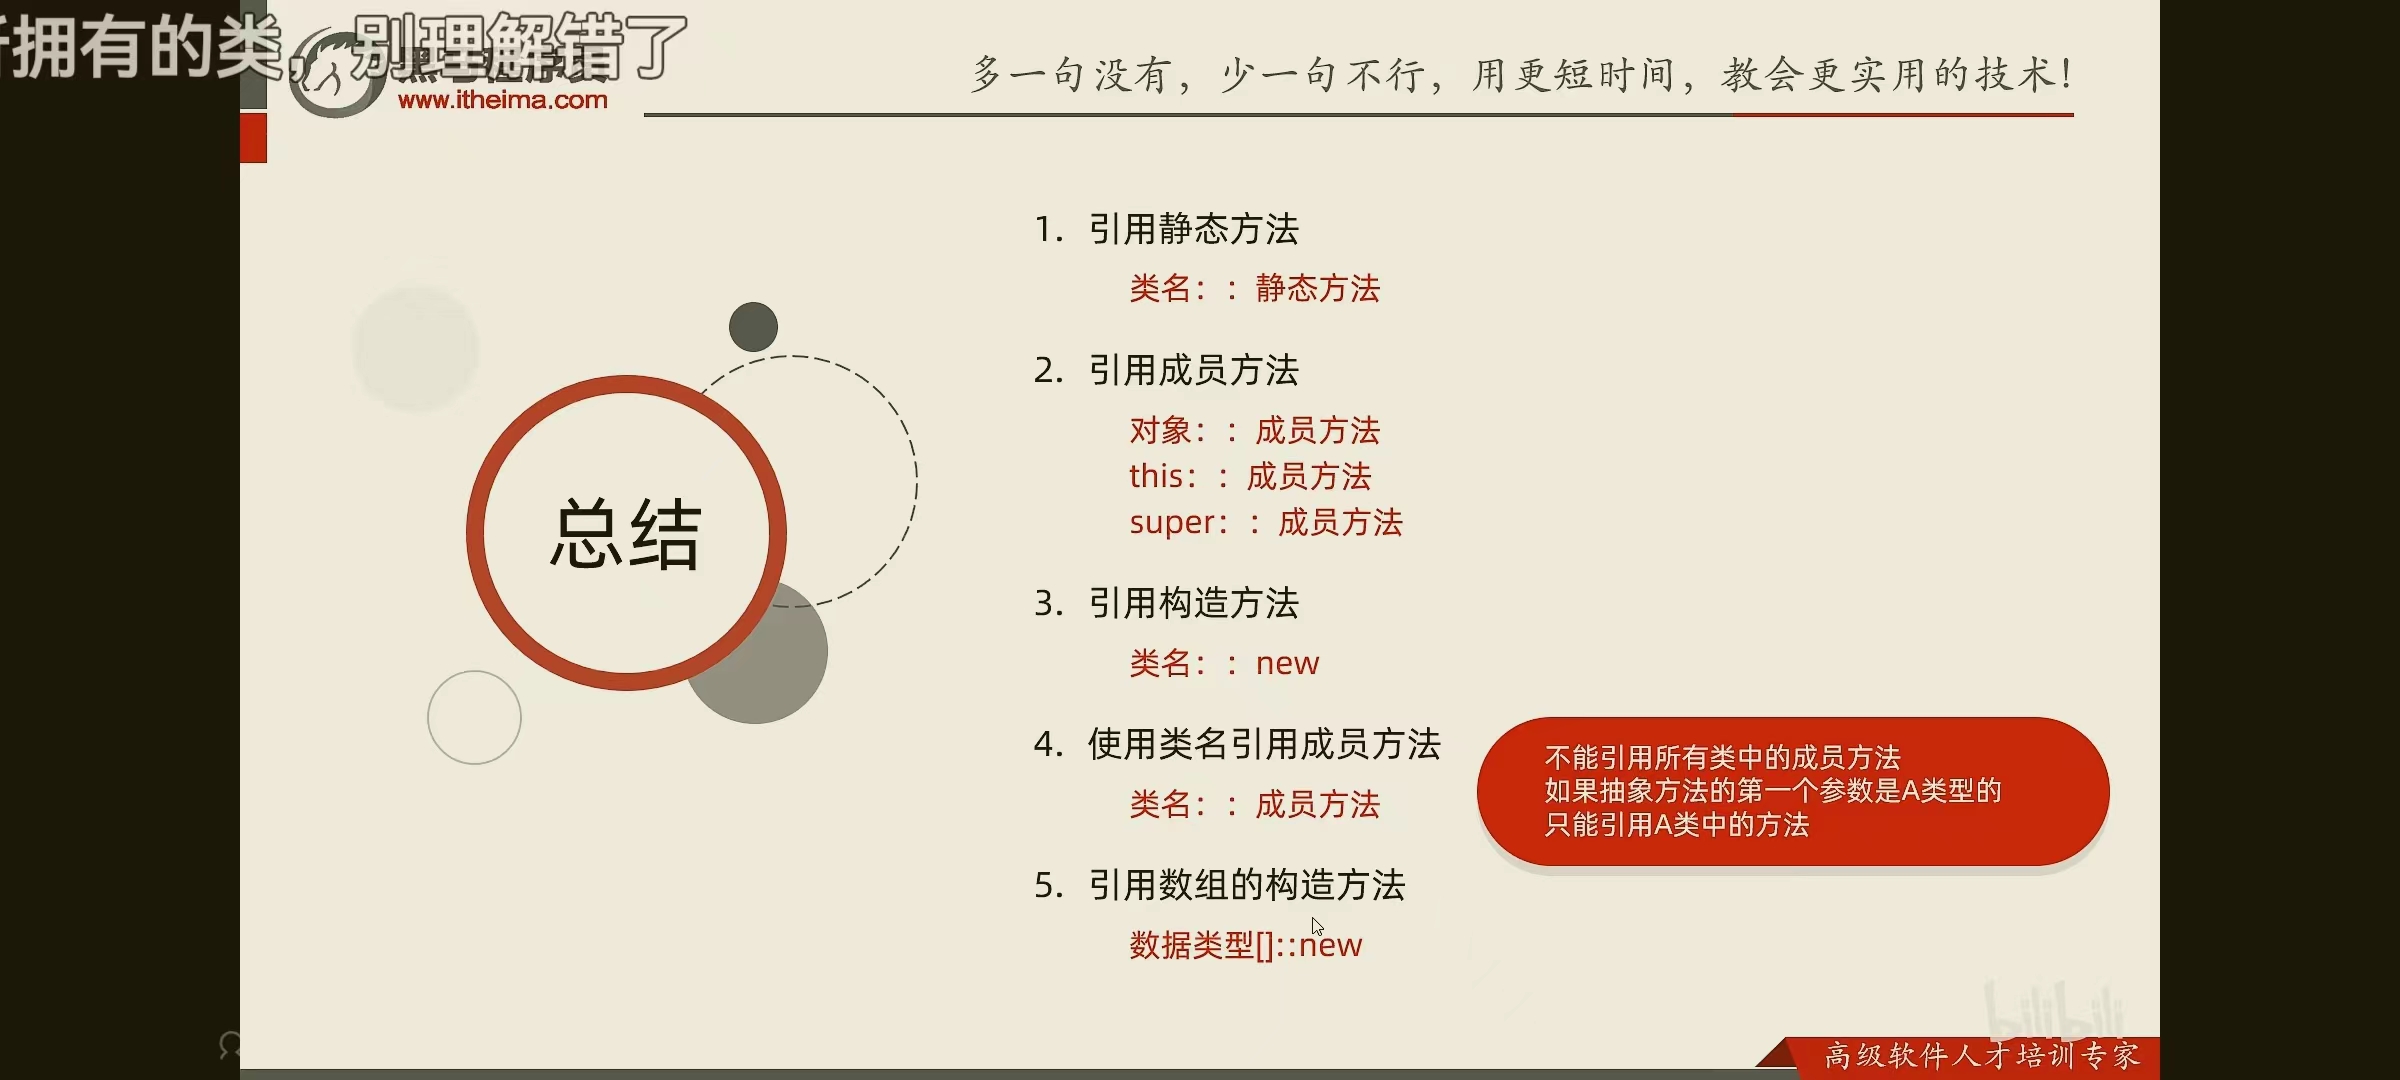 拥有的类，别理解错了
www.itheima.com
多一句没有，少一句不行，用更短时间，教会更实用的技术！
总结
1. 引用静态方法
类名：：静态方法
2. 引用成员方法
对象：：成员方法
this：：成员方法
super：：成员方法
3. 引用构造方法
类名：：new
4. 使用类名引用成员方法
类名：：成员方法
不能引用所有类中的成员方法
如果抽象方法的第一个参数是A类型的
只能引用A类中的方法
5. 引用数组的构造方法
数据类型[]::new
bilibili
高级软件人才培训专家